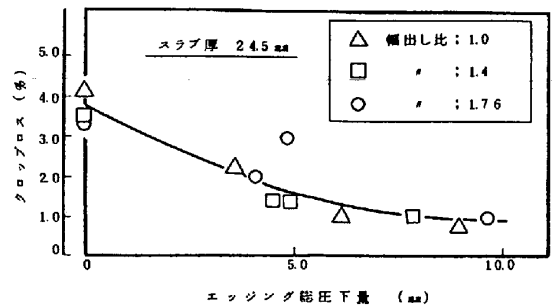 スラブ厚 24.5㎜
△ 幅出し比 ; 1.0
□ 〃 ; 1.4
○ 〃 ; 1.76
クロップロス (%)
5.0
4.0
3.0
2.0
1.0
0
0 5.0 10.0
エッジング総圧下量 (㎜)